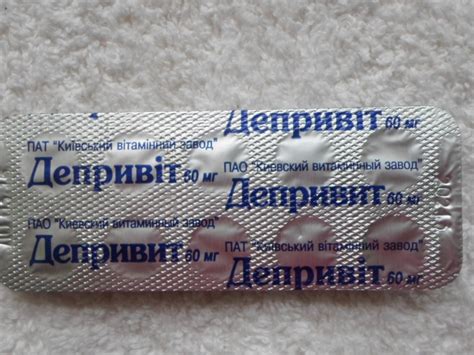 Депривіт 60 мг
ПАТ "Київський вітамінний завод"
Депривіт 60 мг
ПАО "Киевский витаминный завод"
Депривит 60 мг
ПАО "Киевский витаминный завод"
Депривит 60 мг
ПАТ "Київський вітамінний завод"
Депривіт 60 мг